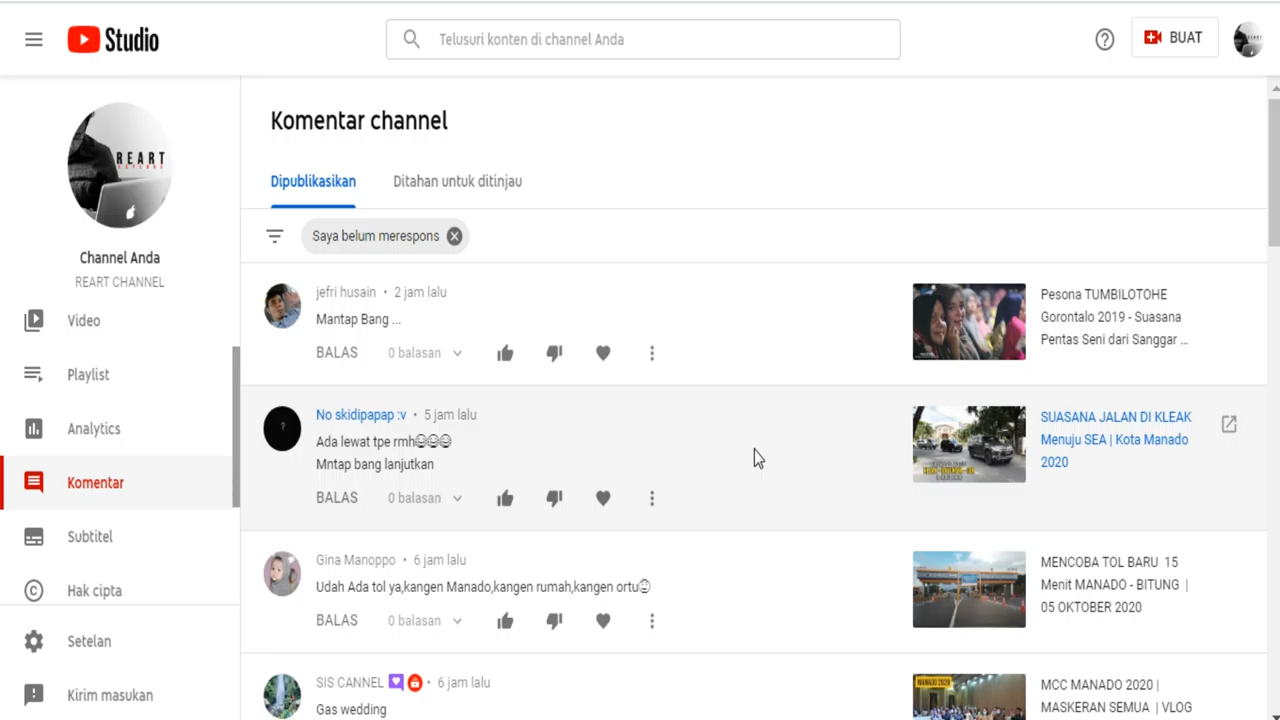 Studio
Telusuri konten di channel Anda
BUAT
REART
Channel Anda
REART CHANNEL
Video
Playlist
Analytics
Komentar
Subtitel
Hak cipta
Setelan
Kirim masukan
Komentar channel
Dipublikasikan
Ditahan untuk ditinjau
Saya belum merespons
jefri husain • 2 jam lalu
Mantap Bang ...
BALAS 0 balasan
Pesona TUMBILOTOHE
Gorontalo 2019 - Suasana
Pentas Seni dari Sanggar ...
?
No skidipapap :v • 5 jam lalu
Ada lewat tpe rmh😂😂😂
Mntap bang lanjutkan
BALAS 0 balasan
SUASANA JALAN DI KLEAK
Menuju SEA | Kota Manado
2020
Gina Manoppo • 6 jam lalu
Udah Ada tol ya,kangen Manado,kangen rumah,kangen ortu
BALAS 0 balasan
MENCOBA TOL BARU 15
Menit MANADO - BITUNG |
05 OKTOBER 2020
SIS CANNEL • 6 jam lalu
Gas wedding
MANADO 2020
MCC MANADO 2020 |
MASKERAN SEMUA | VLOG